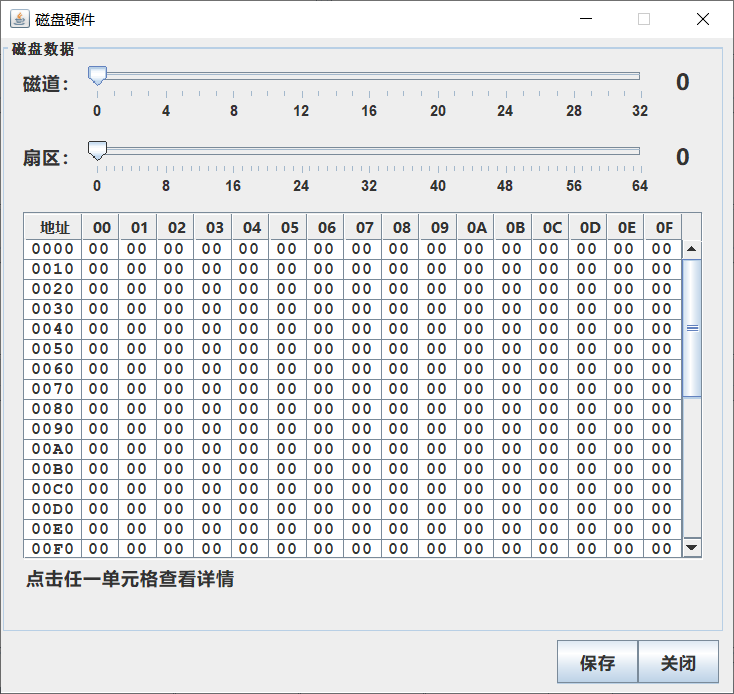 磁盘硬件
磁盘数据
磁道： 0
0 4 8 12 16 20 24 28 32
扇区： 0
0 8 16 24 32 40 48 56 64
地址 00 01 02 03 04 05 06 07 08 09 0A 0B 0C 0D 0E 0F
0000 00 00 00 00 00 00 00 00 00 00 00 00 00 00 00 00
0010 00 00 00 00 00 00 00 00 00 00 00 00 00 00 00 00
0020 00 00 00 00 00 00 00 00 00 00 00 00 00 00 00 00
0030 00 00 00 00 00 00 00 00 00 00 00 00 00 00 00 00
0040 00 00 00 00 00 00 00 00 00 00 00 00 00 00 00 00
0050 00 00 00 00 00 00 00 00 00 00 00 00 00 00 00 00
0060 00 00 00 00 00 00 00 00 00 00 00 00 00 00 00 00
0070 00 00 00 00 00 00 00 00 00 00 00 00 00 00 00 00
0080 00 00 00 00 00 00 00 00 00 00 00 00 00 00 00 00
0090 00 00 00 00 00 00 00 00 00 00 00 00 00 00 00 00
00A0 00 00 00 00 00 00 00 00 00 00 00 00 00 00 00 00
00B0 00 00 00 00 00 00 00 00 00 00 00 00 00 00 00 00
00C0 00 00 00 00 00 00 00 00 00 00 00 00 00 00 00 00
00D0 00 00 00 00 00 00 00 00 00 00 00 00 00 00 00 00
00E0 00 00 00 00 00 00 00 00 00 00 00 00 00 00 00 00
00F0 00 00 00 00 00 00 00 00 00 00 00 00 00 00 00 00
点击任一单元格查看详情
保存 关闭